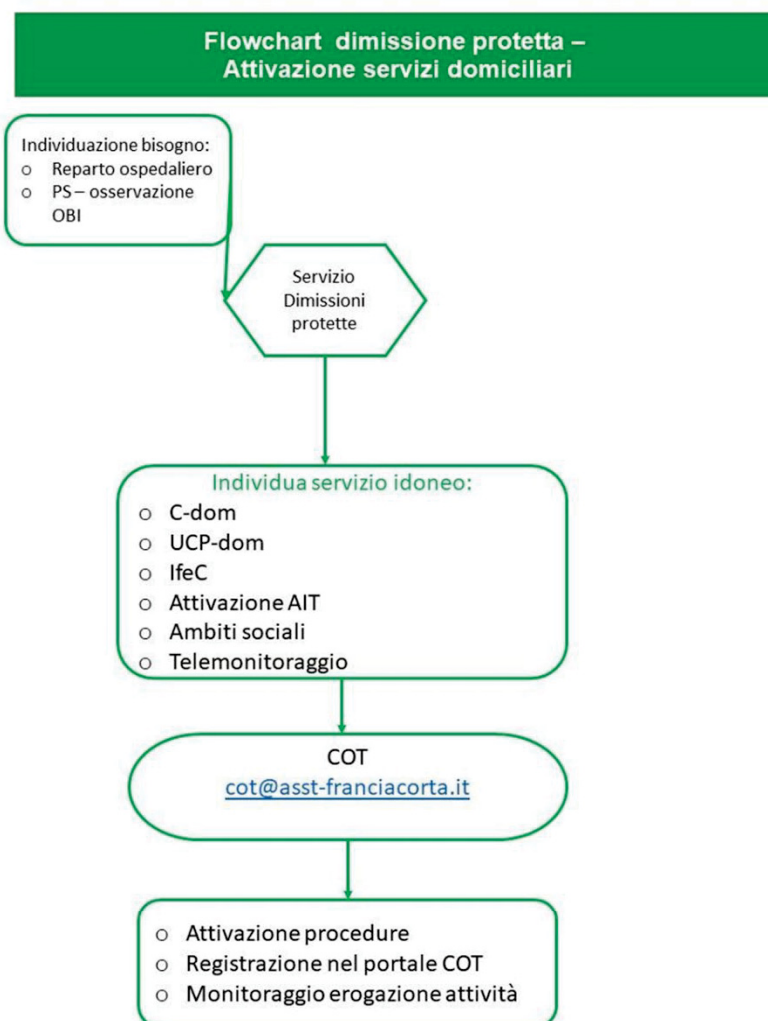 Flowchart dimissione protetta –
Attivazione servizi domiciliari
Individuazione bisogno:
o Reparto ospedaliero
o PS – osservazione
OBI
Servizio
Dimissioni
protette
Individua servizio idoneo:
o C-dom
o UCP-dom
o IfeC
o Attivazione AIT
o Ambiti sociali
o Telemonitoraggio
COT
cot@asst-franciacorta.it
o Attivazione procedure
o Registrazione nel portale COT
o Monitoraggio erogazione attività